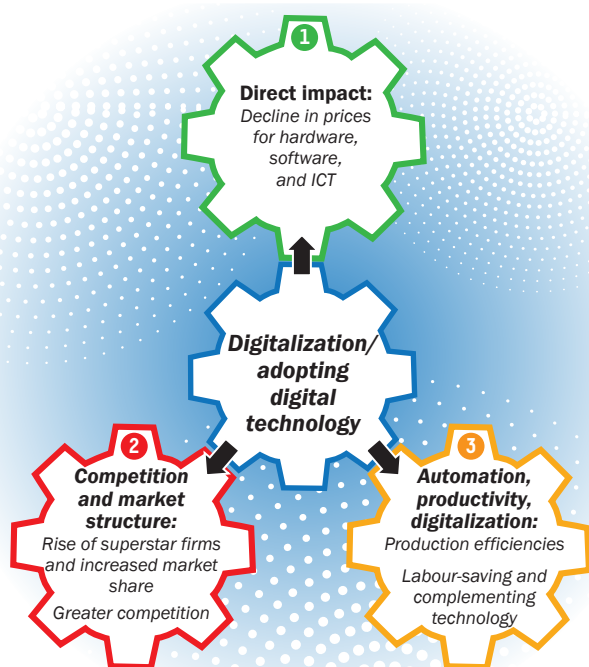 1
Direct impact:
Decline in prices
for hardware,
software,
and ICT
Digitalization/
adopting
digital
technology
2
Competition
and market
structure:
Rise of superstar firms
and increased market
share
Greater competition
3
Automation,
productivity,
digitalization:
Production efficiencies
Labour-saving and
complementing
technology